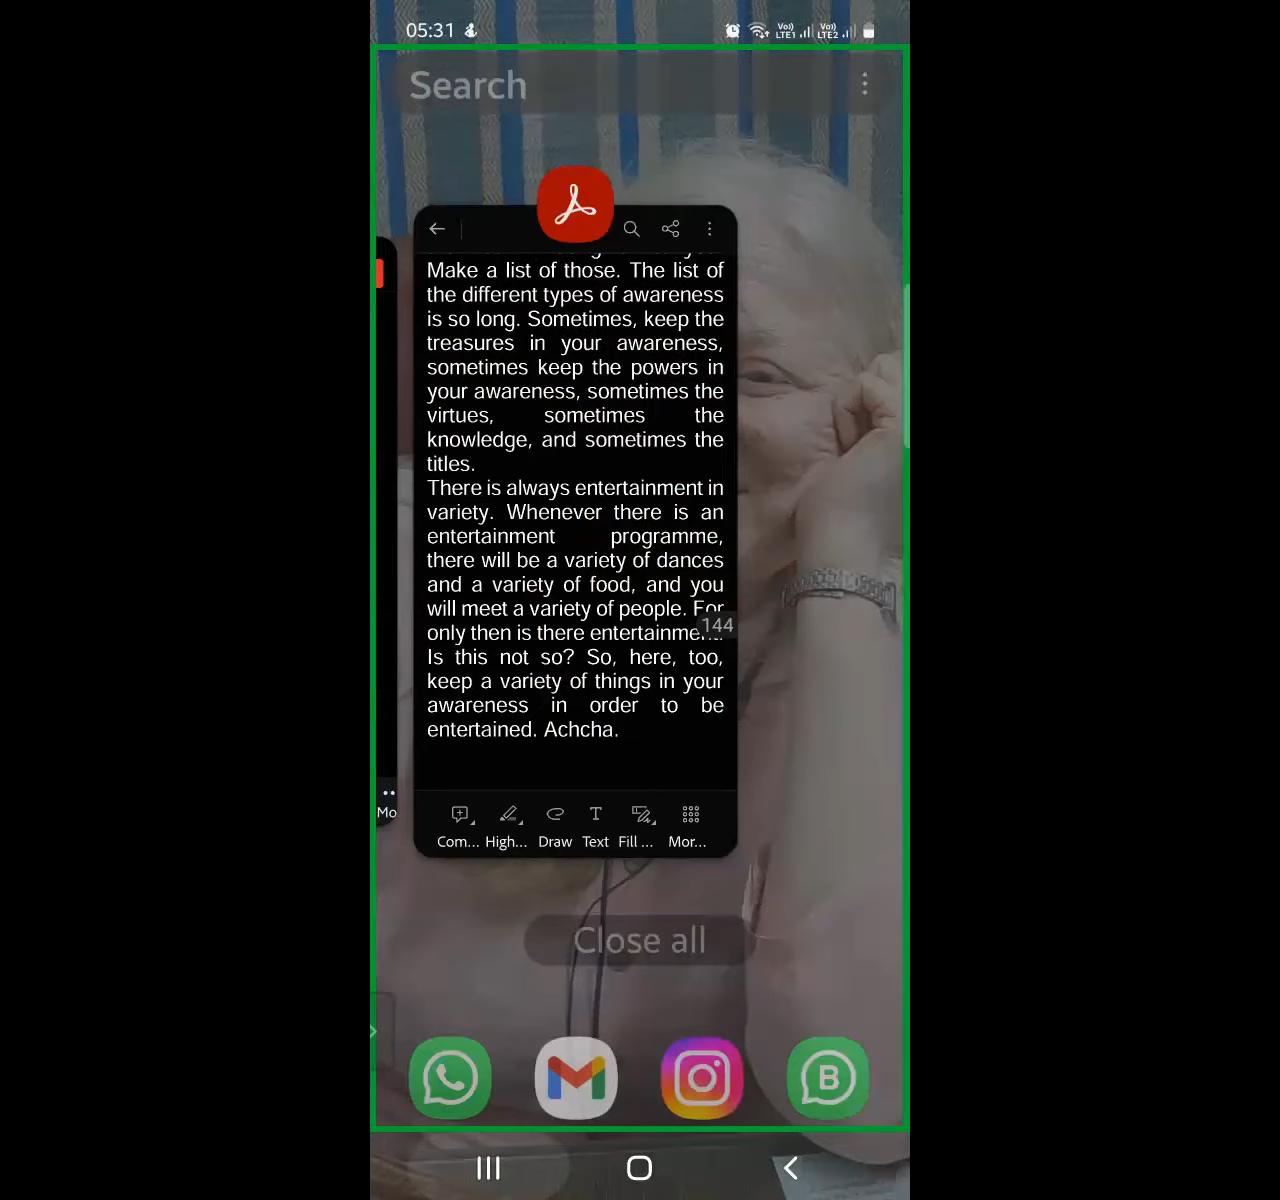 05:31
Vo)) LTE1 Vo)) LTE2
Search
Make a list of those. The list of
the different types of awareness
is so long. Sometimes, keep the
treasures in your awareness,
sometimes keep the powers in
your awareness, sometimes the
virtues, sometimes the
knowledge, and sometimes the
titles.
There is always entertainment in
variety. Whenever there is an
entertainment programme,
there will be a variety of dances
and a variety of food, and you
will meet a variety of people. For
only then is there entertainment.
144
Is this not so? So, here, too,
keep a variety of things in your
awareness in order to be
entertained. Achcha.
Mo
Com... High... Draw Text Fill ... Mor...
Close all
B